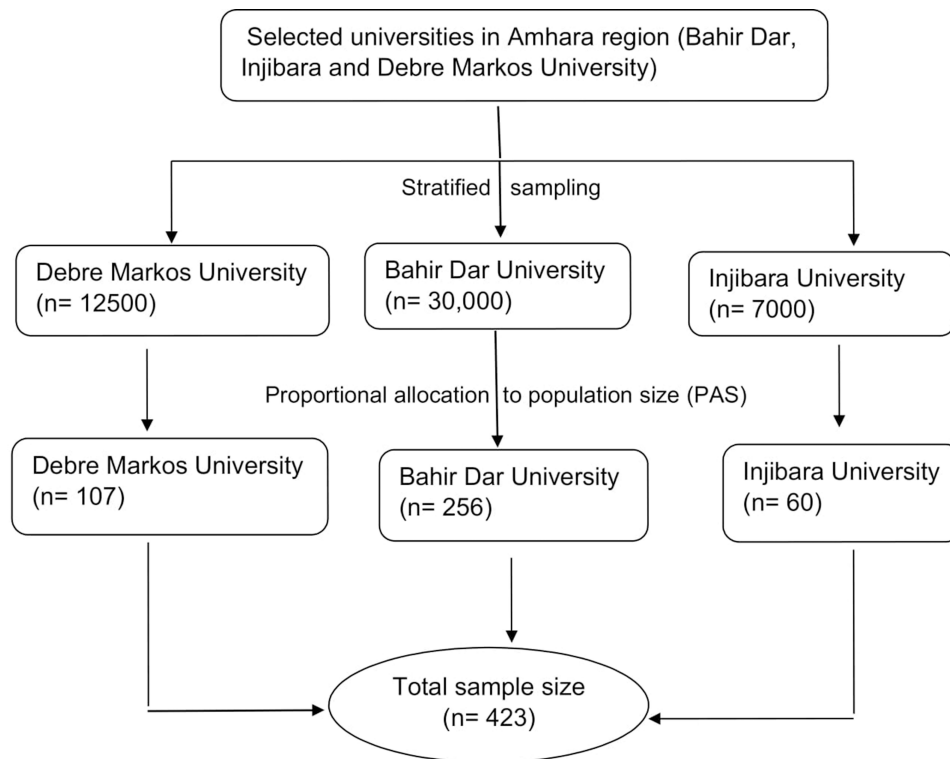 Selected universities in Amhara region (Bahir Dar,
Injibara and Debre Markos University)
Stratified sampling
Debre Markos University
(n= 12500)
Bahir Dar University
(n= 30,000)
Injibara University
(n= 7000)
Proportional allocation to population size (PAS)
Debre Markos University
(n= 107)
Bahir Dar University
(n= 256)
Injibara University
(n= 60)
Total sample size
(n= 423)